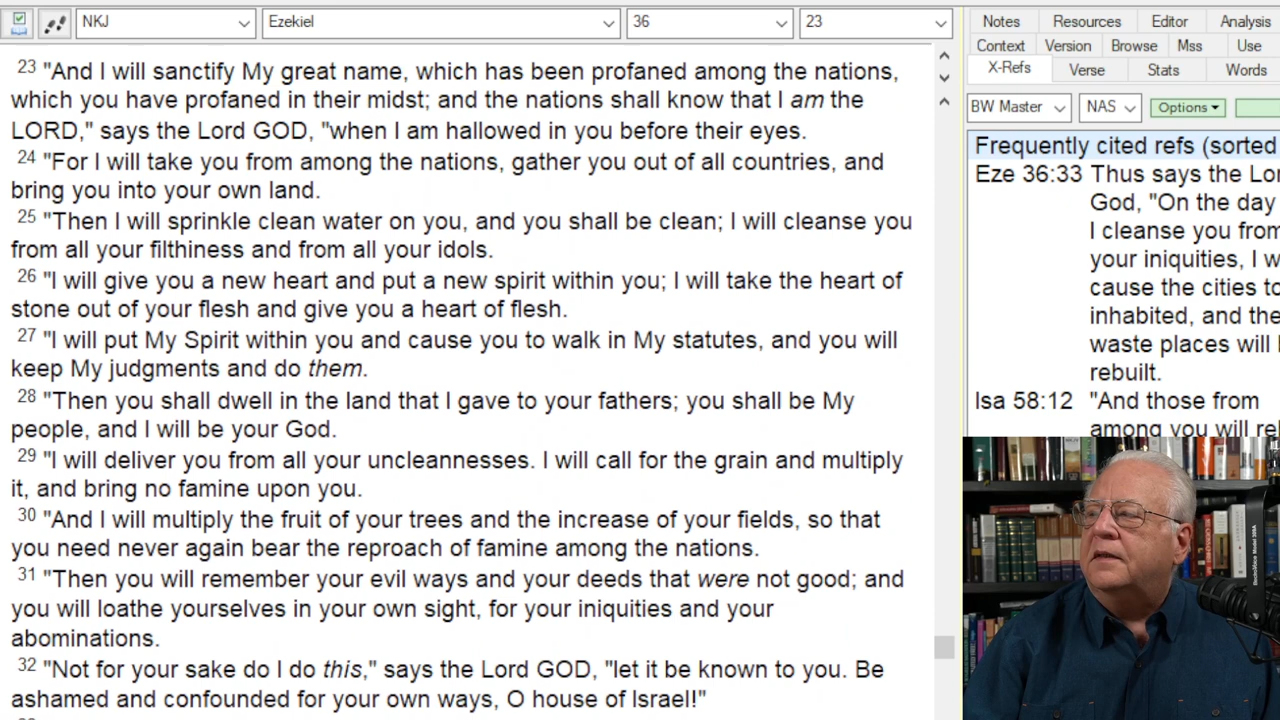 NKJ Ezekiel 36 23
23 "And I will sanctify My great name, which has been profaned among the nations,
which you have profaned in their midst; and the nations shall know that I am the
LORD," says the Lord GOD, "when I am hallowed in you before their eyes.
24 "For I will take you from among the nations, gather you out of all countries, and
bring you into your own land.
25 "Then I will sprinkle clean water on you, and you shall be clean; I will cleanse you
from all your filthiness and from all your idols.
26 "I will give you a new heart and put a new spirit within you; I will take the heart of
stone out of your flesh and give you a heart of flesh.
27 "I will put My Spirit within you and cause you to walk in My statutes, and you will
keep My judgments and do them.
28 "Then you shall dwell in the land that I gave to your fathers; you shall be My
people, and I will be your God.
29 "I will deliver you from all your uncleannesses. I will call for the grain and multiply
it, and bring no famine upon you.
30 "And I will multiply the fruit of your trees and the increase of your fields, so that
you need never again bear the reproach of famine among the nations.
31 "Then you will remember your evil ways and your deeds that were not good; and
you will loathe yourselves in your own sight, for your iniquities and your
abominations.
32 "Not for your sake do I do this," says the Lord GOD, "let it be known to you. Be
ashamed and confounded for your own ways, O house of Israel!"
Notes Resources Editor Analysis
Context Version Browse Mss Use
X-Refs Verse Stats Words
BW Master NAS Options
Frequently cited refs (sorted
Eze 36:33 Thus says the Lor
God, "On the day
I cleanse you from
your iniquities, I w
cause the cities to
inhabited, and the
waste places will
rebuilt.
Isa 58:12 "And those from
among you will re